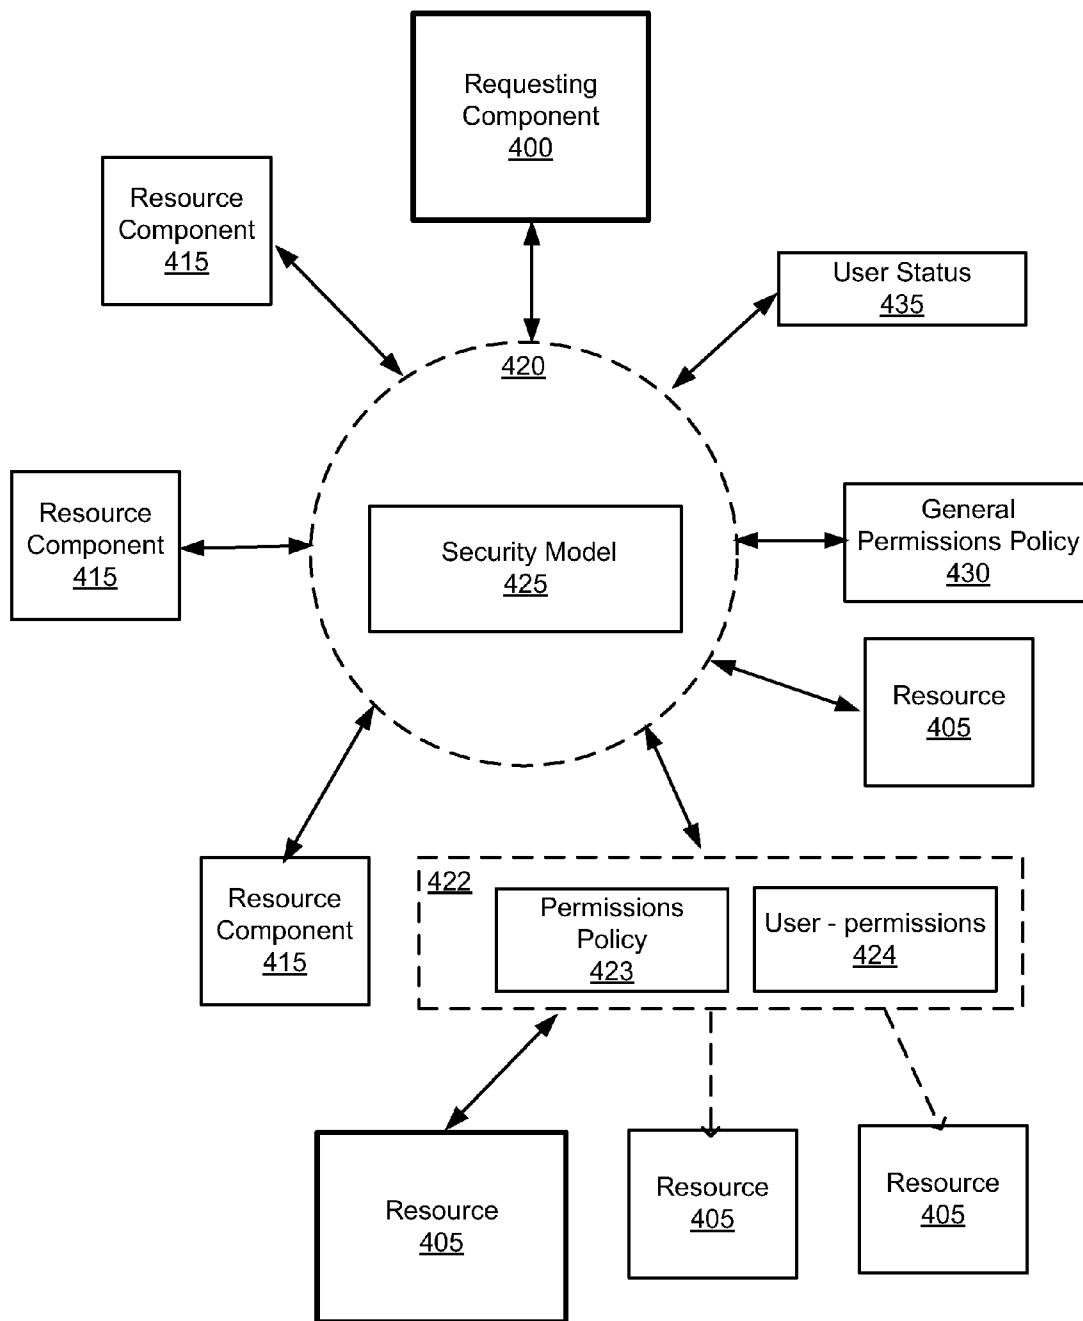 Requesting
Component
400
Resource
Component
415
User Status
435
420
Resource
Component
415
Security Model
425
General
Permissions Policy
430
Resource
405
Resource
Component
415
422
Permissions
Policy
423
User - permissions
424
Resource
405
Resource
405
Resource
405